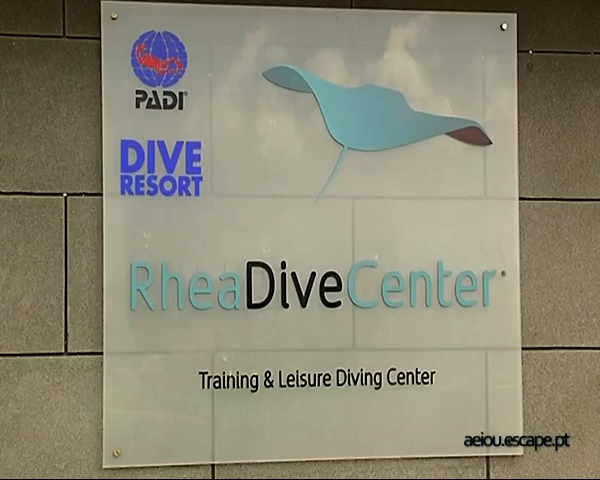 PADI
DIVE
RESORT
RheaDiveCenter
Training & Leisure Diving Center
aeiou.escape.pt